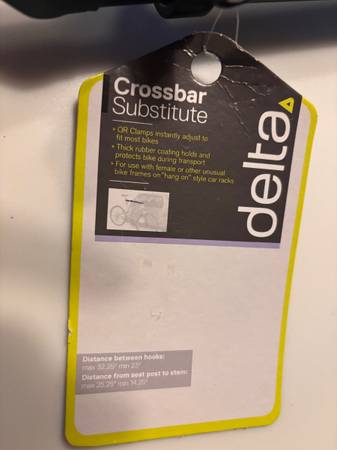 Crossbar
Substitute
• QR Clamps instantly adjust to
fit most bikes
• Thick rubber coating holds and
protects bike during transport
• For use with female or other unusual
bike frames on "hang on" style car racks
delta
Distance between hooks:
max 32.25" min 23"
Distance from seat post to stem:
max 25.25" min 14.25"